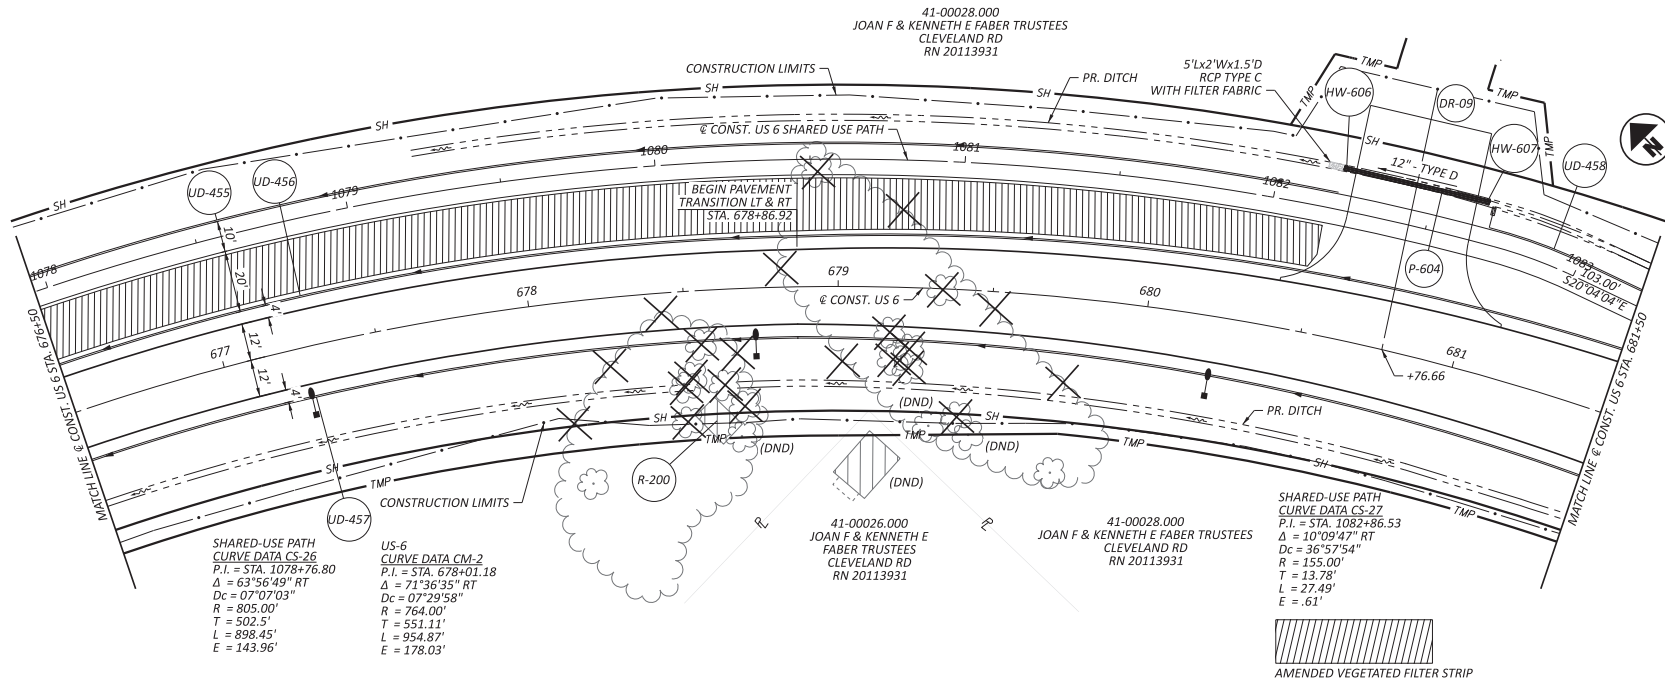 41-00028.000
JOAN F & KENNETH E FABER TRUSTEES
CLEVELAND RD
RN 20113931
CONSTRUCTION LIMITS
PR. DITCH
5'Lx2'Wx1.5'D
RCP TYPE C
WITH FILTER FABRIC
HW-606
DR-09
HW-607
UD-458
TMP
TMP
TMP
TMP
SH
SH
SH
SH
SH
℄ CONST. US 6 SHARED USE PATH
12" - TYPE D
N
UD-455
UD-456
1078
1079
1080
1081
1082
1083
BEGIN PAVEMENT
TRANSITION LT & RT
STA. 678+86.92
10'
20'
4'
12'
12'
4'
P-604
103.00'
S20°04'04"E
677
678
679
680
681
℄ CONST. US 6
+76.66
MATCH LINE ℄ CONST. US 6 STA. 676+50
MATCH LINE ℄ CONST. US 6 STA. 681+50
PR. DITCH
(DND)
(DND)
(DND)
(DND)
SH
SH
SH
SH
TMP
TMP
TMP
TMP
TMP
R-200
UD-457
CONSTRUCTION LIMITS
℄
℄
SHARED-USE PATH
CURVE DATA CS-26
P.I. = STA. 1078+76.80
Δ = 63°56'49" RT
Dc = 07°07'03"
R = 805.00'
T = 502.5'
L = 898.45'
E = 143.96'
US-6
CURVE DATA CM-2
P.I. = STA. 678+01.18
Δ = 71°36'35" RT
Dc = 07°29'58"
R = 764.00'
T = 551.11'
L = 954.87'
E = 178.03'
41-00026.000
JOAN F & KENNETH E
FABER TRUSTEES
CLEVELAND RD
RN 20113931
41-00028.000
JOAN F & KENNETH E FABER TRUSTEES
CLEVELAND RD
RN 20113931
SHARED-USE PATH
CURVE DATA CS-27
P.I. = STA. 1082+86.53
Δ = 10°09'47" RT
Dc = 36°57'54"
R = 155.00'
T = 13.78'
L = 27.49'
E = .61'
AMENDED VEGETATED FILTER STRIP